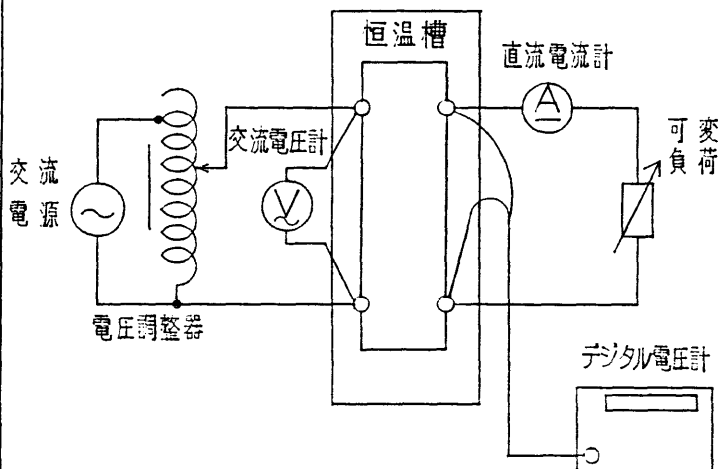 恒温槽
直流電流計
A
交流電圧計
可変
負荷
交流
電源
V
電圧調整器
デジタル電圧計